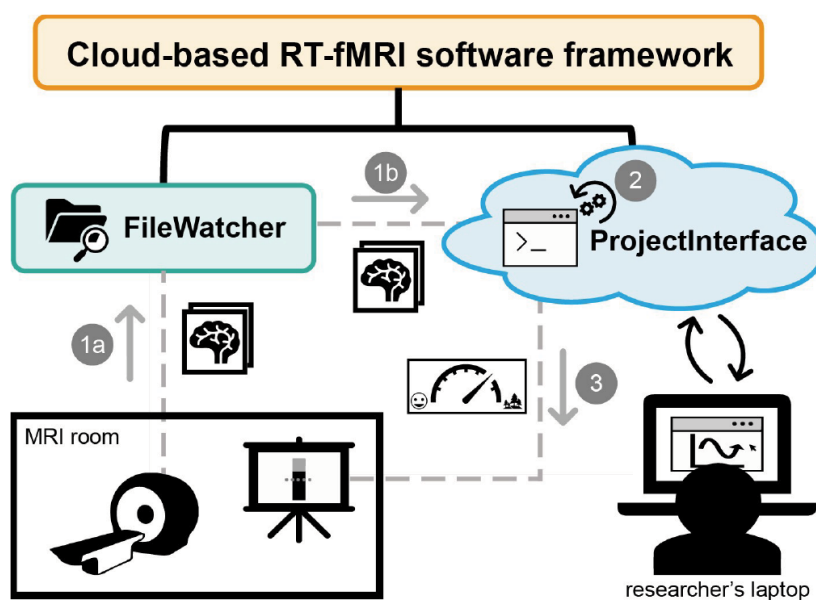 Cloud-based RT-fMRI software framework
1b
2
FileWatcher
>_
ProjectInterface
1a
3
MRI room
researcher's laptop